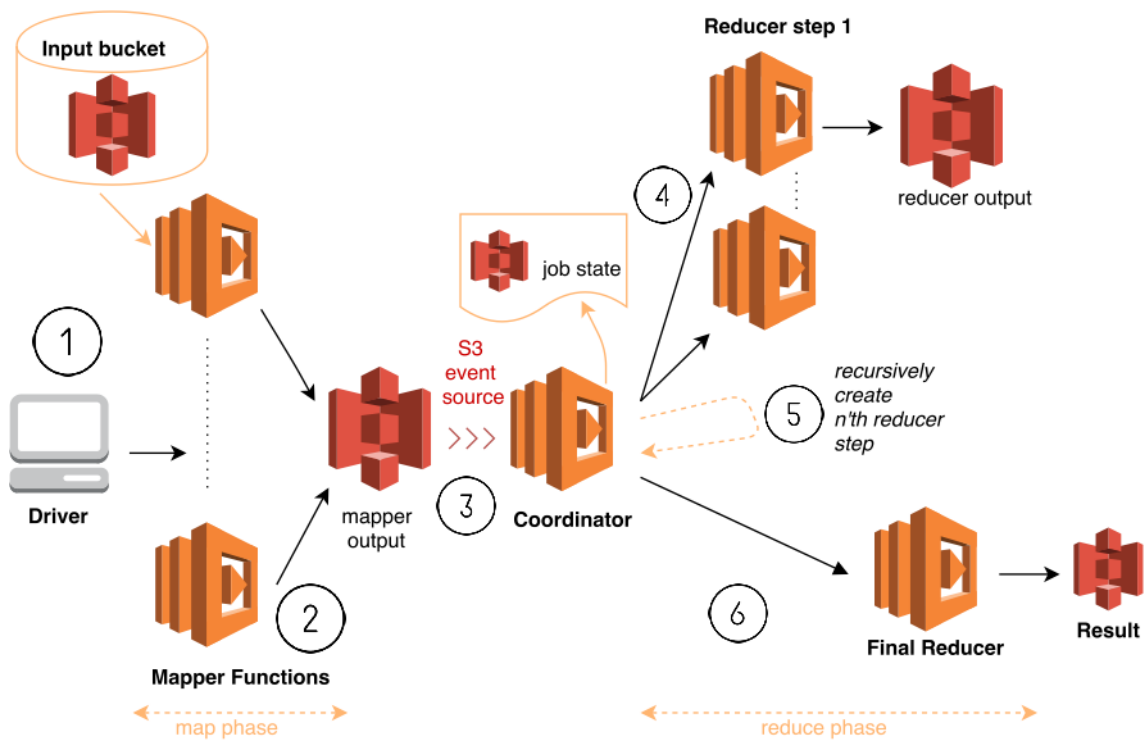 Input bucket
Reducer step 1
4
reducer output
job state
1
S3
event
source
5
recursively
create
n'th reducer
step
3
Driver
mapper
output
Coordinator
2
6
Mapper Functions
Final Reducer
Result
map phase
reduce phase